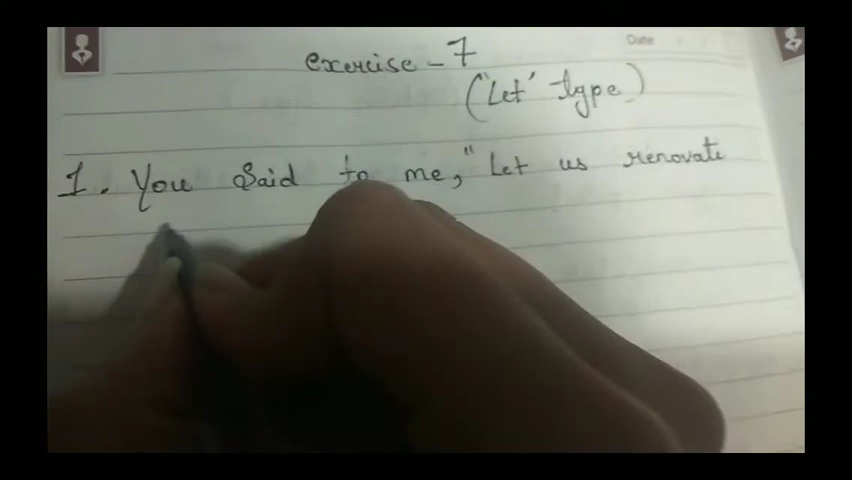 Date
exercise - 7
("Let' type)
1. You said to me, "Let us renovate